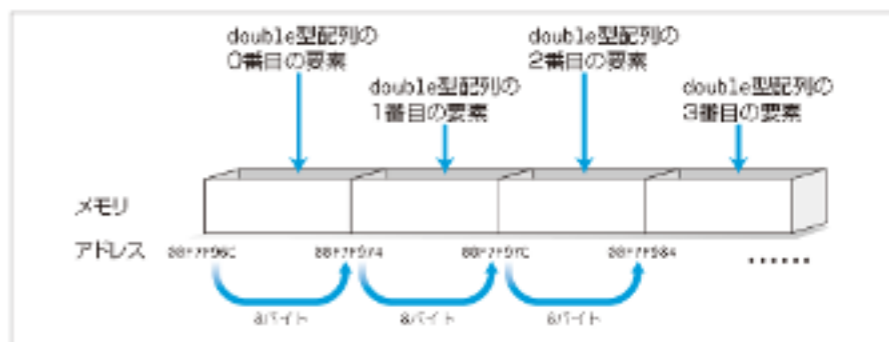 double型配列の
0番目の要素
double型配列の
1番目の要素
double型配列の
2番目の要素
double型配列の
3番目の要素
メモリ
アドレス 00F7F96C 00F7F974 00F7F97C 00F7F984 ……
8バイト 8バイト 8バイト